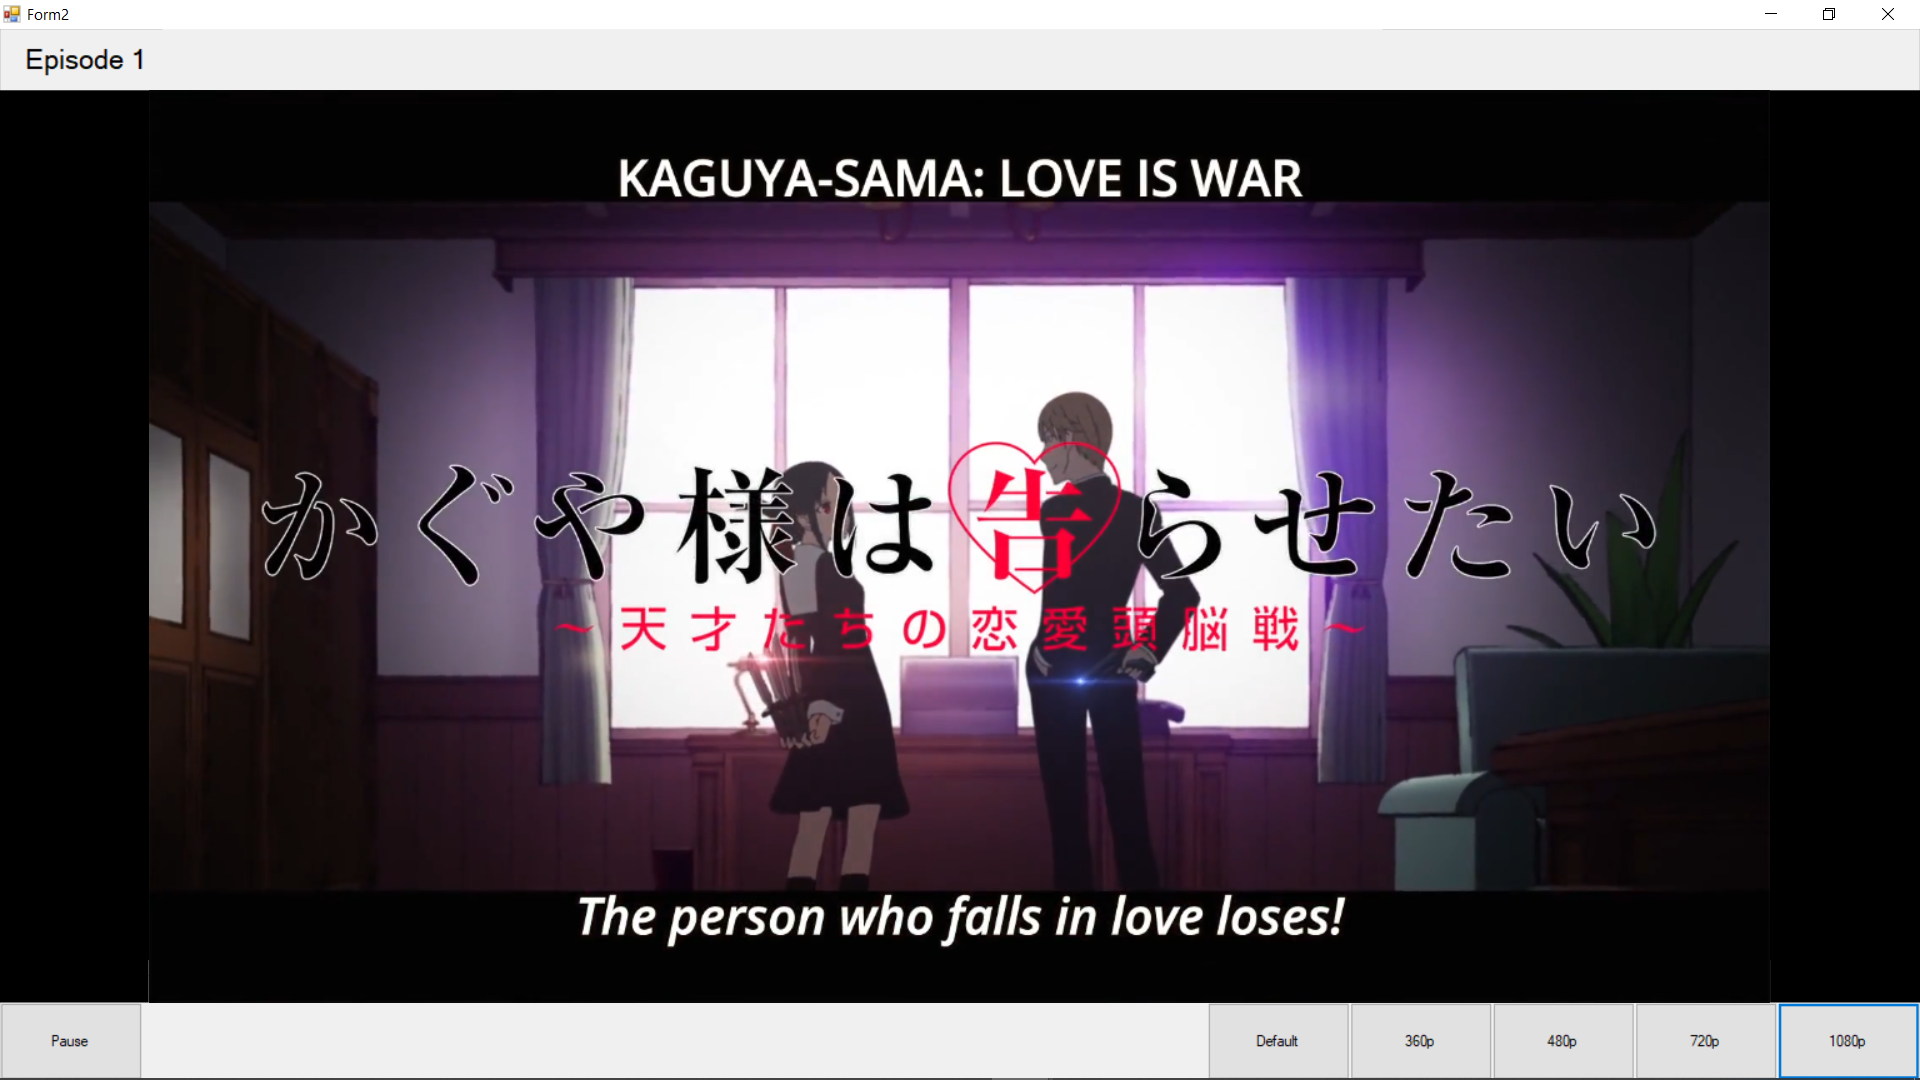 Form2
Episode 1
KAGUYA-SAMA: LOVE IS WAR
かぐや様は告らせたい
~天才たちの恋愛頭脳戦~
The person who falls in love loses!
Pause Default 360p 480p 720p 1080p